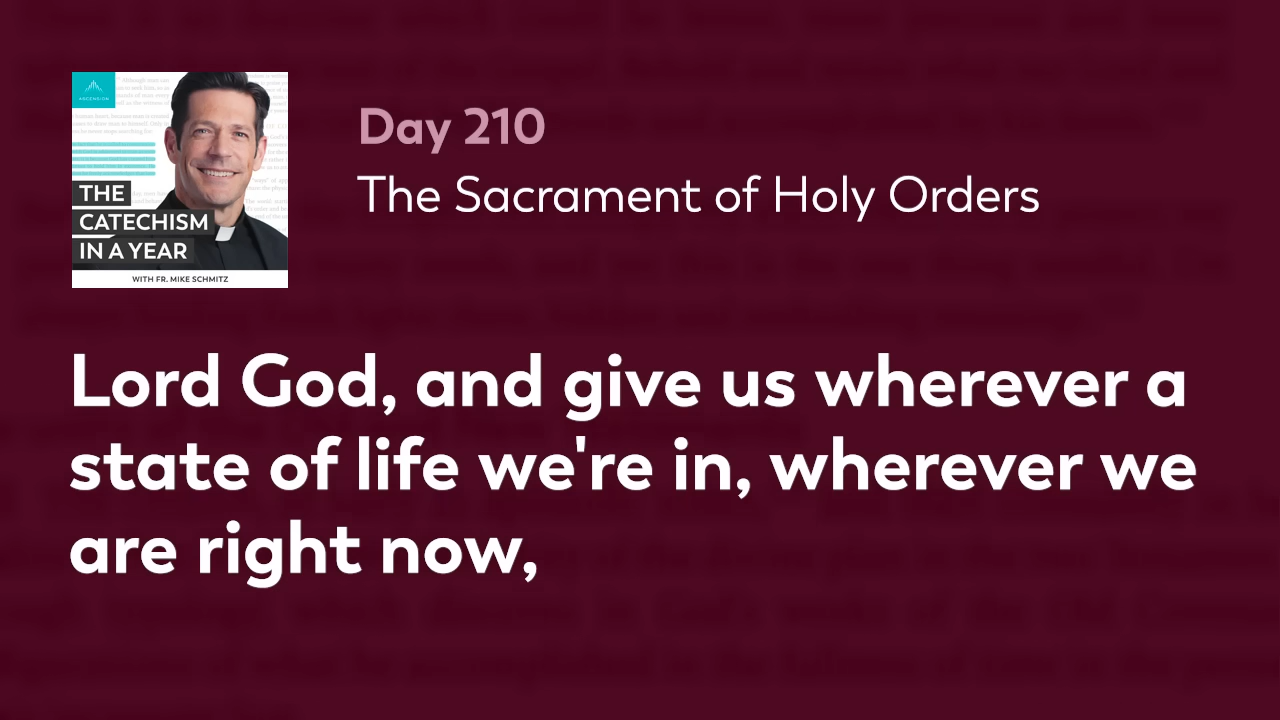 ASCENSION
THE
CATECHISM
IN A YEAR
WITH FR. MIKE SCHMITZ
Day 210
The Sacrament of Holy Orders
Lord God, and give us wherever a
state of life we're in, wherever we
are right now,